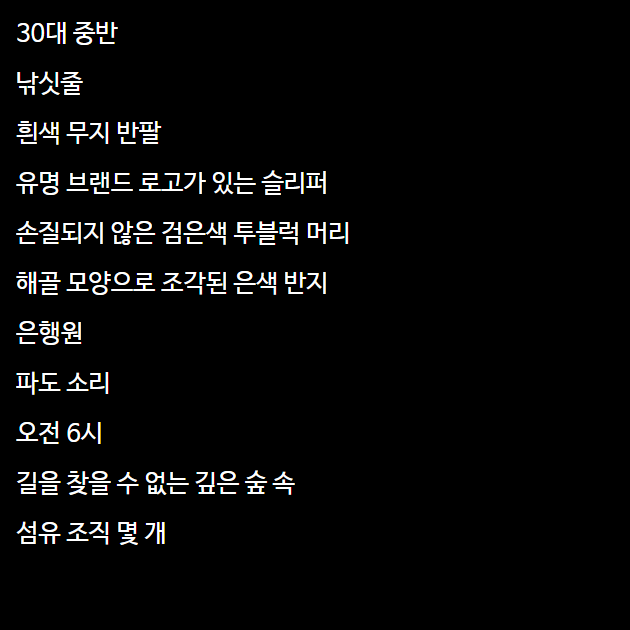 30대 중반
낚싯줄
흰색 무지 반팔
유명 브랜드 로고가 있는 슬리퍼
손질되지 않은 검은색 투블럭 머리
해골 모양으로 조각된 은색 반지
은행원
파도 소리
오전 6시
길을 찾을 수 없는 깊은 숲 속
섬유 조직 몇 개